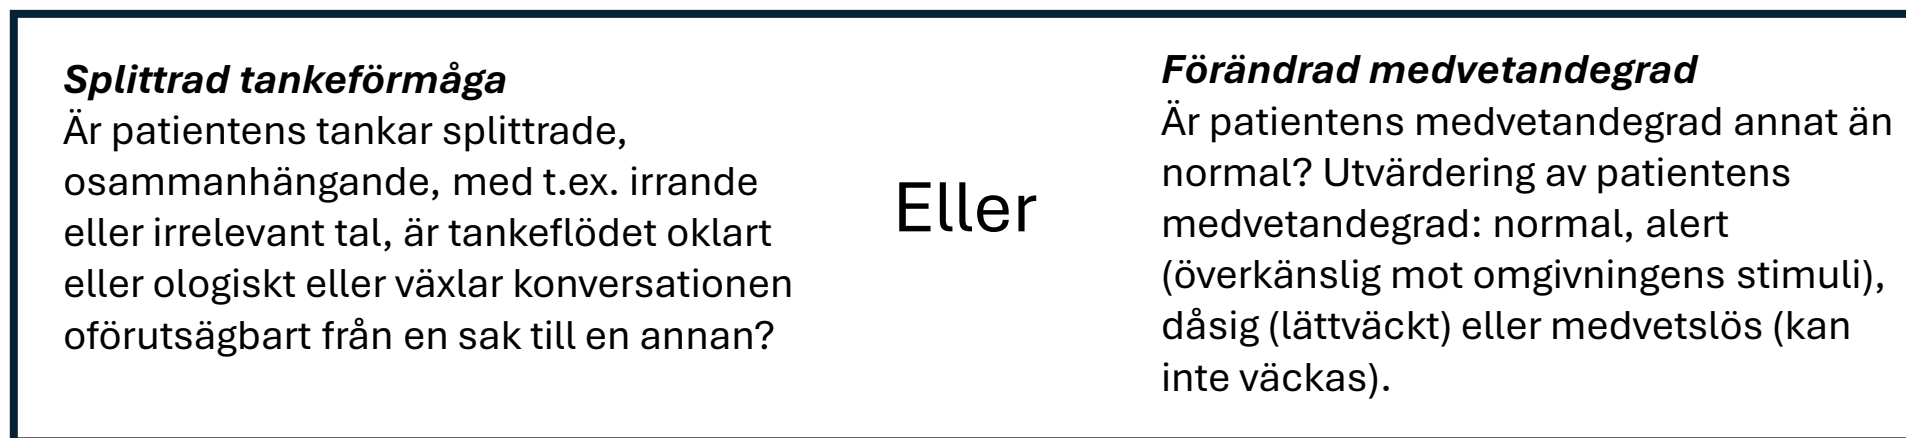 Splittrad tankeförmåga
Är patientens tankar splittrade,
osammanhängande, med t.ex. irrande
eller irrelevant tal, är tankeflödet oklart
eller ologiskt eller växlar konversationen
oförutsägbart från en sak till en annan?
Eller
Förändrad medvetandegrad
Är patientens medvetandegrad annat än
normal? Utvärdering av patientens
medvetandegrad: normal, alert
(överkänslig mot omgivningens stimuli),
dåsig (lättväckt) eller medvetslös (kan
inte väckas).